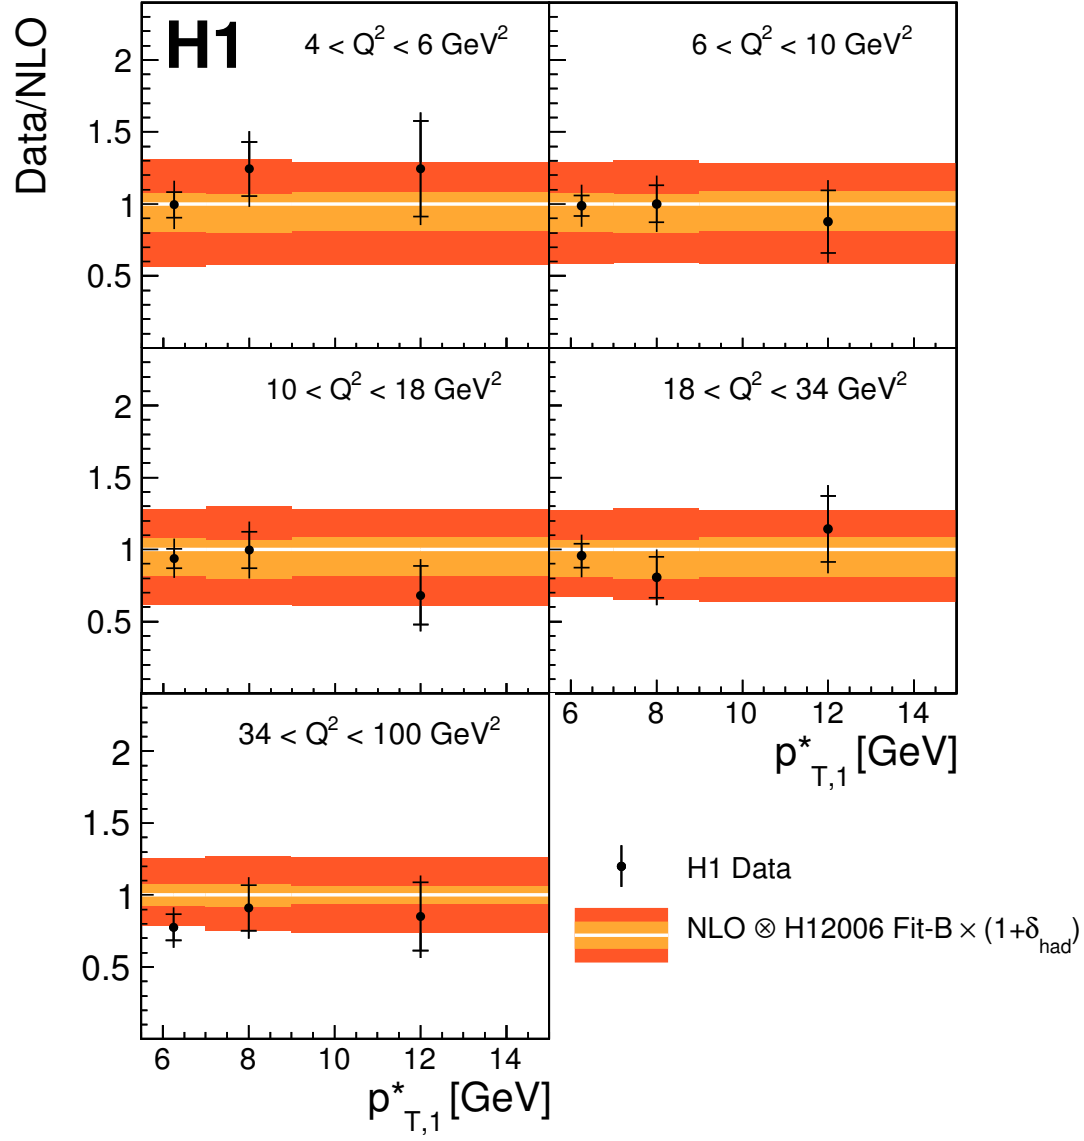 Data/NLO
H1
4 < Q² < 6 GeV²
6 < Q² < 10 GeV²
2
1.5
1
0.5
10 < Q² < 18 GeV²
18 < Q² < 34 GeV²
2
1.5
1
0.5
6 8 10 12 14
p*T,1 [GeV]
34 < Q² < 100 GeV²
2
1.5
1
0.5
6 8 10 12 14
p*T,1 [GeV]
H1 Data
NLO ⊗ H12006 Fit-B × (1+δhad)